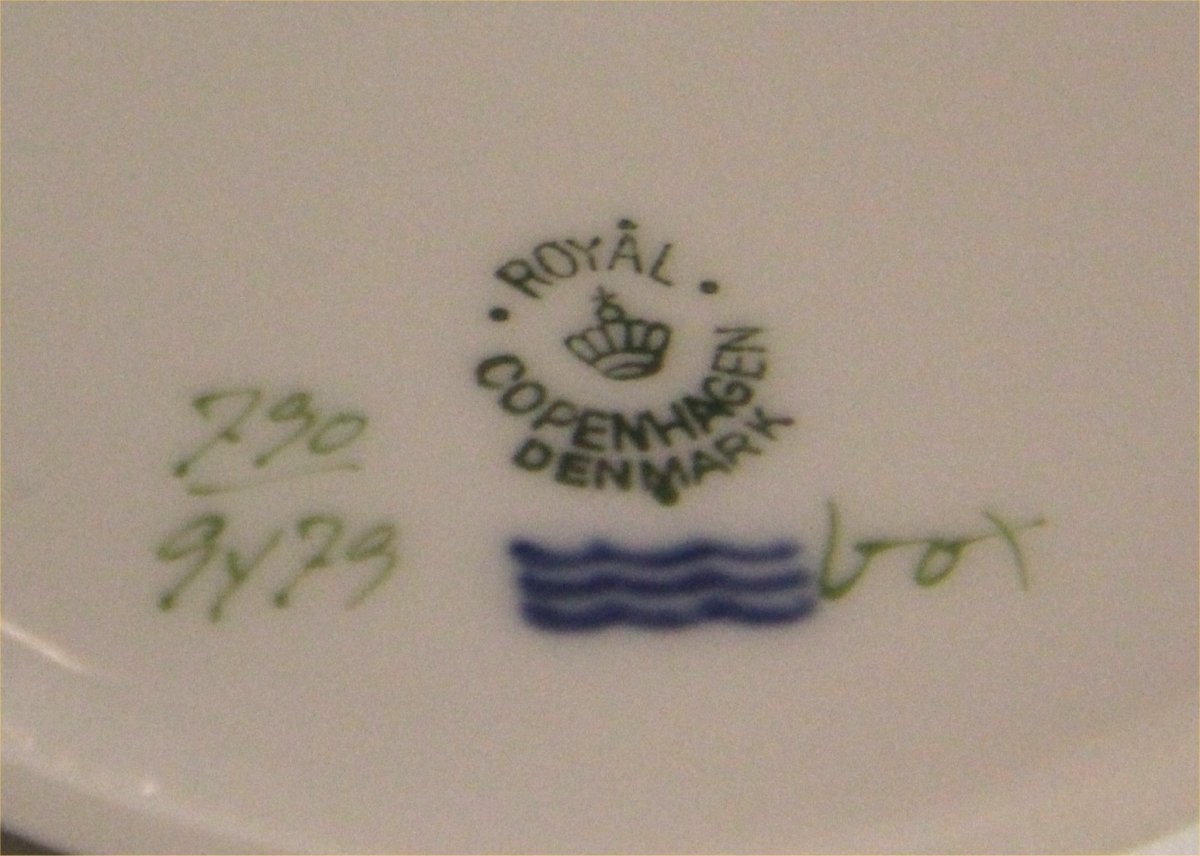 ROYAL
COPENHAGEN
DENMARK
790
9479